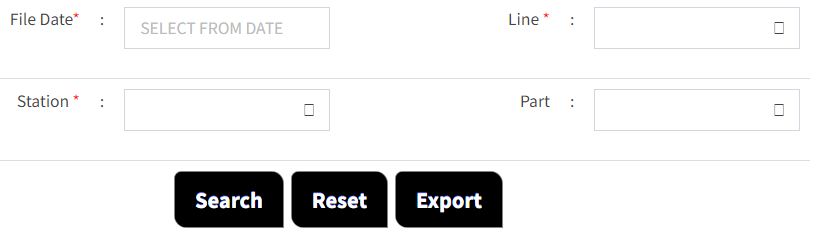 File Date* : SELECT FROM DATE Line * :
Station * : Part :
Search Reset Export